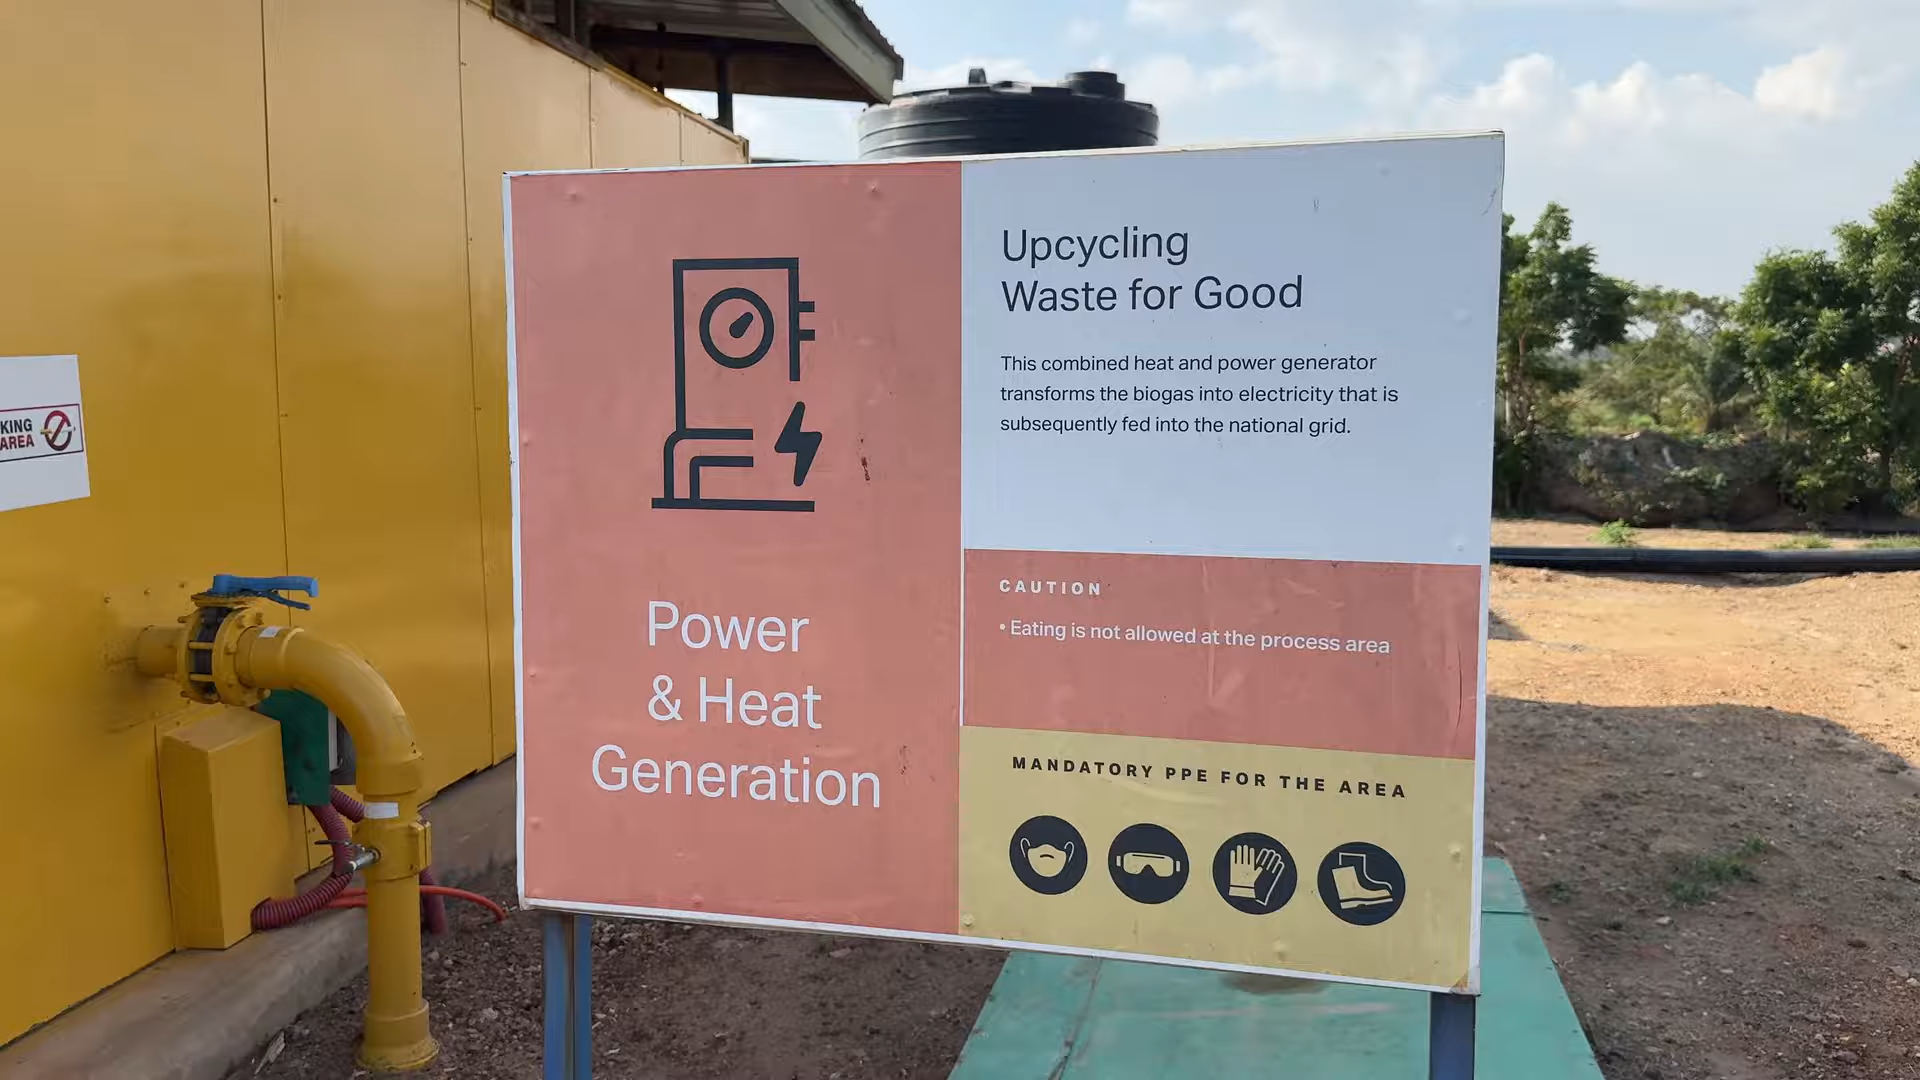 KING
AREA
Power
& Heat
Generation
Upcycling
Waste for Good
This combined heat and power generator
transforms the biogas into electricity that is
subsequently fed into the national grid.
CAUTION
• Eating is not allowed at the process area
MANDATORY PPE FOR THE AREA